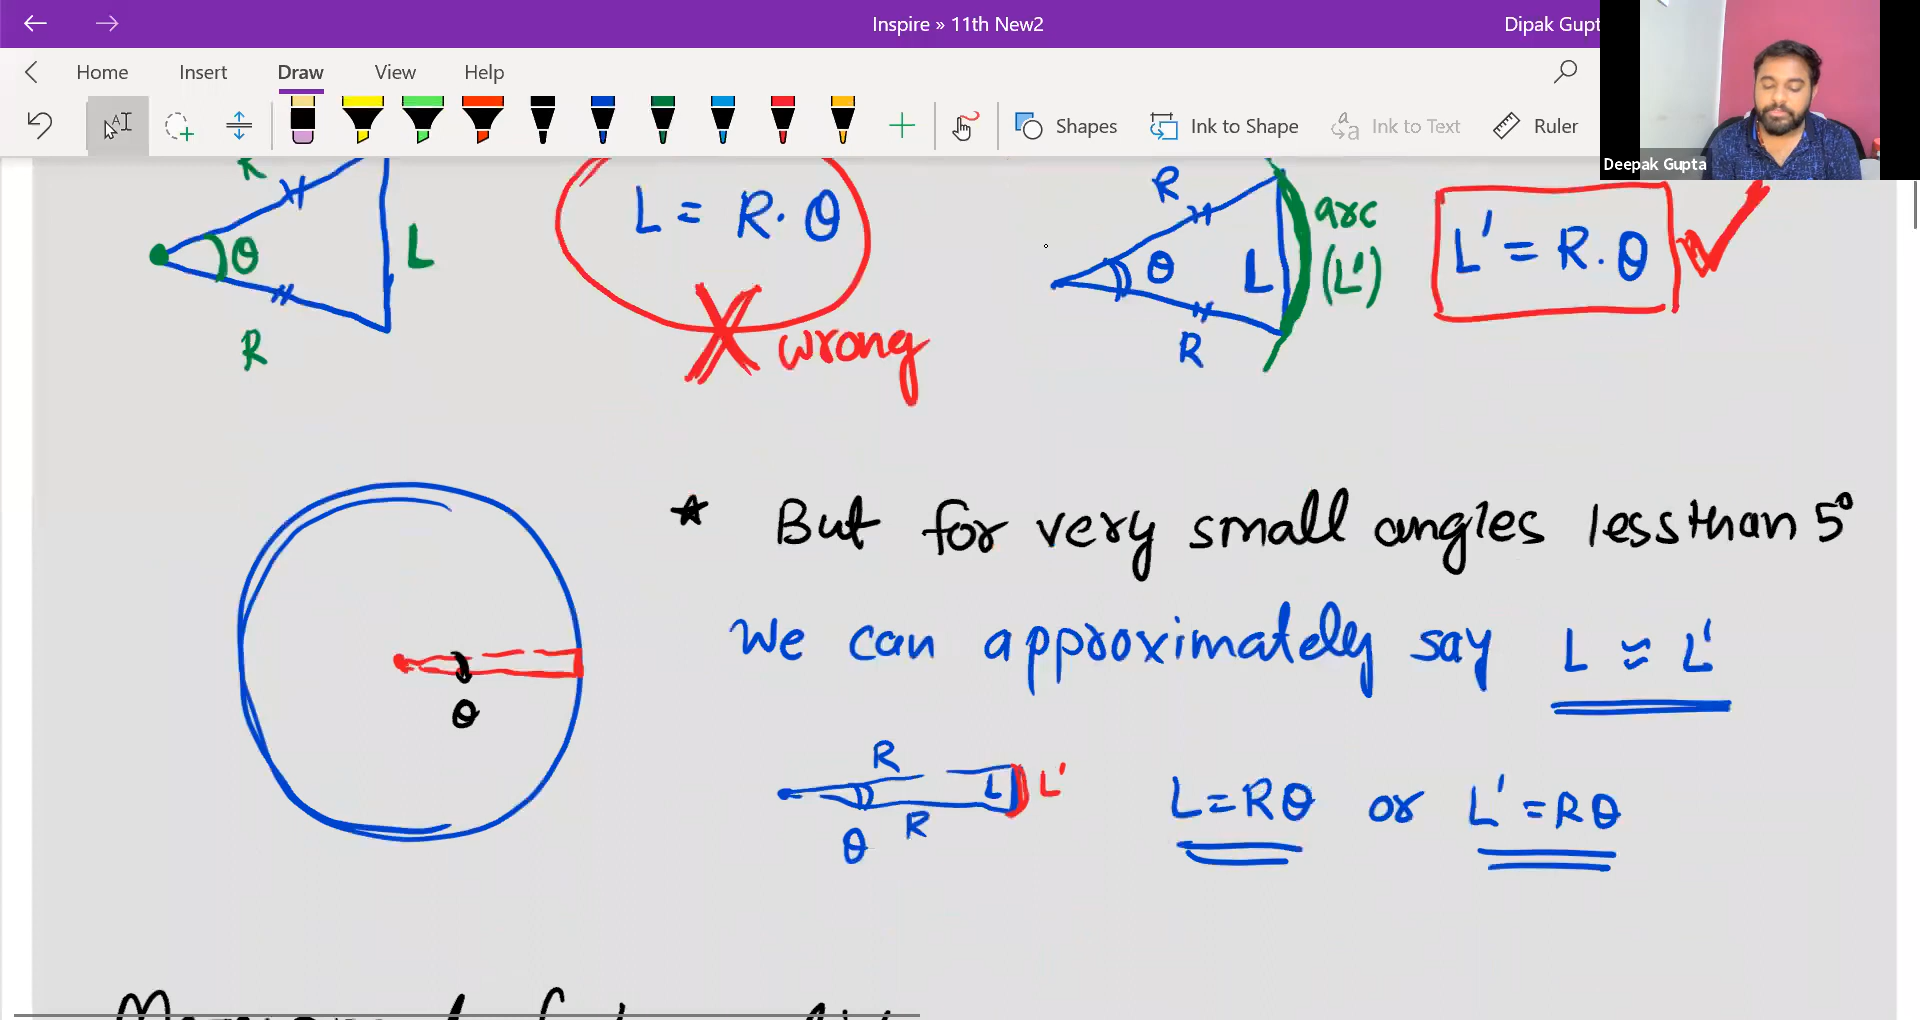 Inspire » 11th New2
Dipak Gupt
Home Insert Draw View Help
Shapes Ink to Shape Ink to Text Ruler
Deepak Gupta
R
θ
R
L
L = R. θ
wrong
R
θ
L
R
arc
(L')
L' = R. θ
★ But for very small angles less than 5°
We can approximately say L ≈ L'
θ
R
L L'
θ R
L = Rθ or L' = Rθ